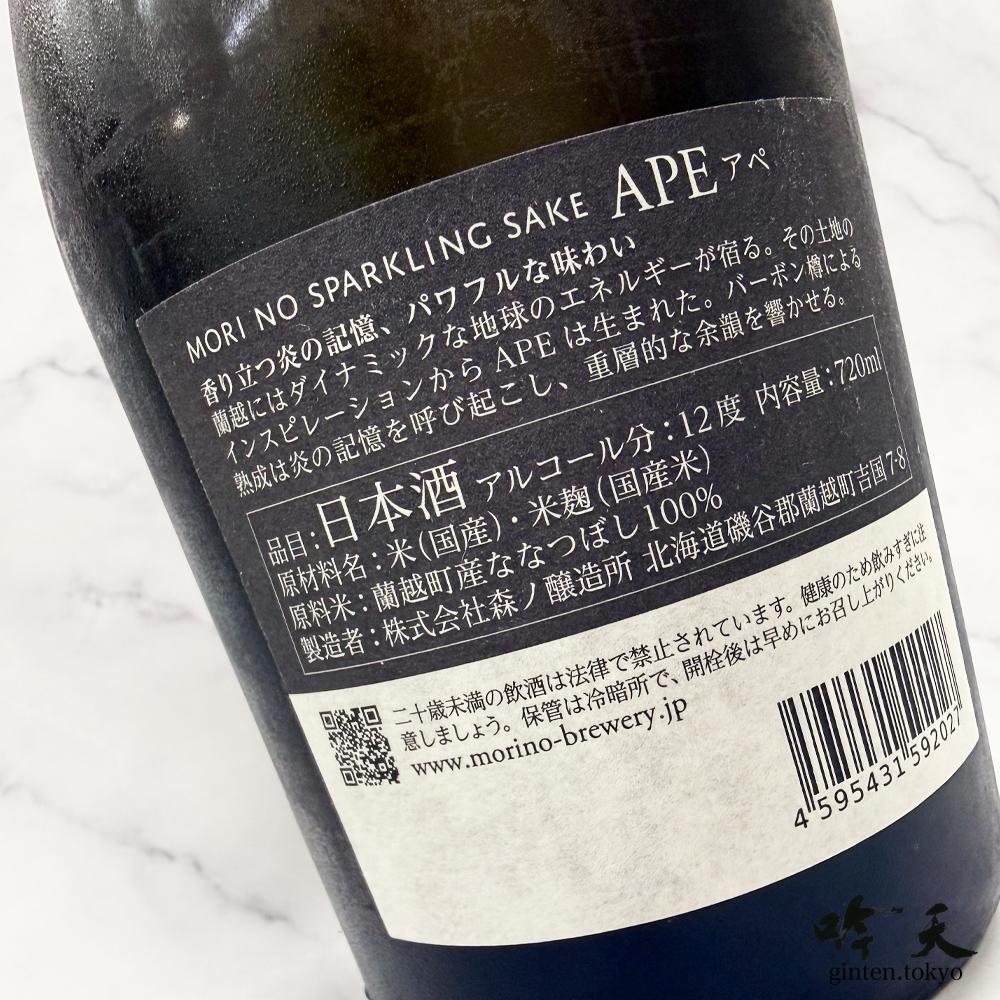 MORI NO SPARKLING SAKE APE アペ
香り立つ炎の記憶、パワフルな味わい
蘭越にはダイナミックな地球のエネルギーが宿る。その土地の
インスピレーションから APE は生まれた。バーボン樽による
熟成は炎の記憶を呼び起こし、重層的な余韻を響かせる。
品目:日本酒 アルコール分:12度 内容量:720ml
原材料名:米(国産)・米麹(国産米)
原料米:蘭越町産ななつぼし100%
製造者:株式会社森ノ醸造所 北海道磯谷郡蘭越町吉国7-8
二十歳未満の飲酒は法律で禁止されています。健康のため飲みすぎに注
意しましょう。保管は冷暗所で、開栓後は早めにお召し上がりください。
www.morino-brewery.jp
4 595431 592027
吟天
ginten.tokyo